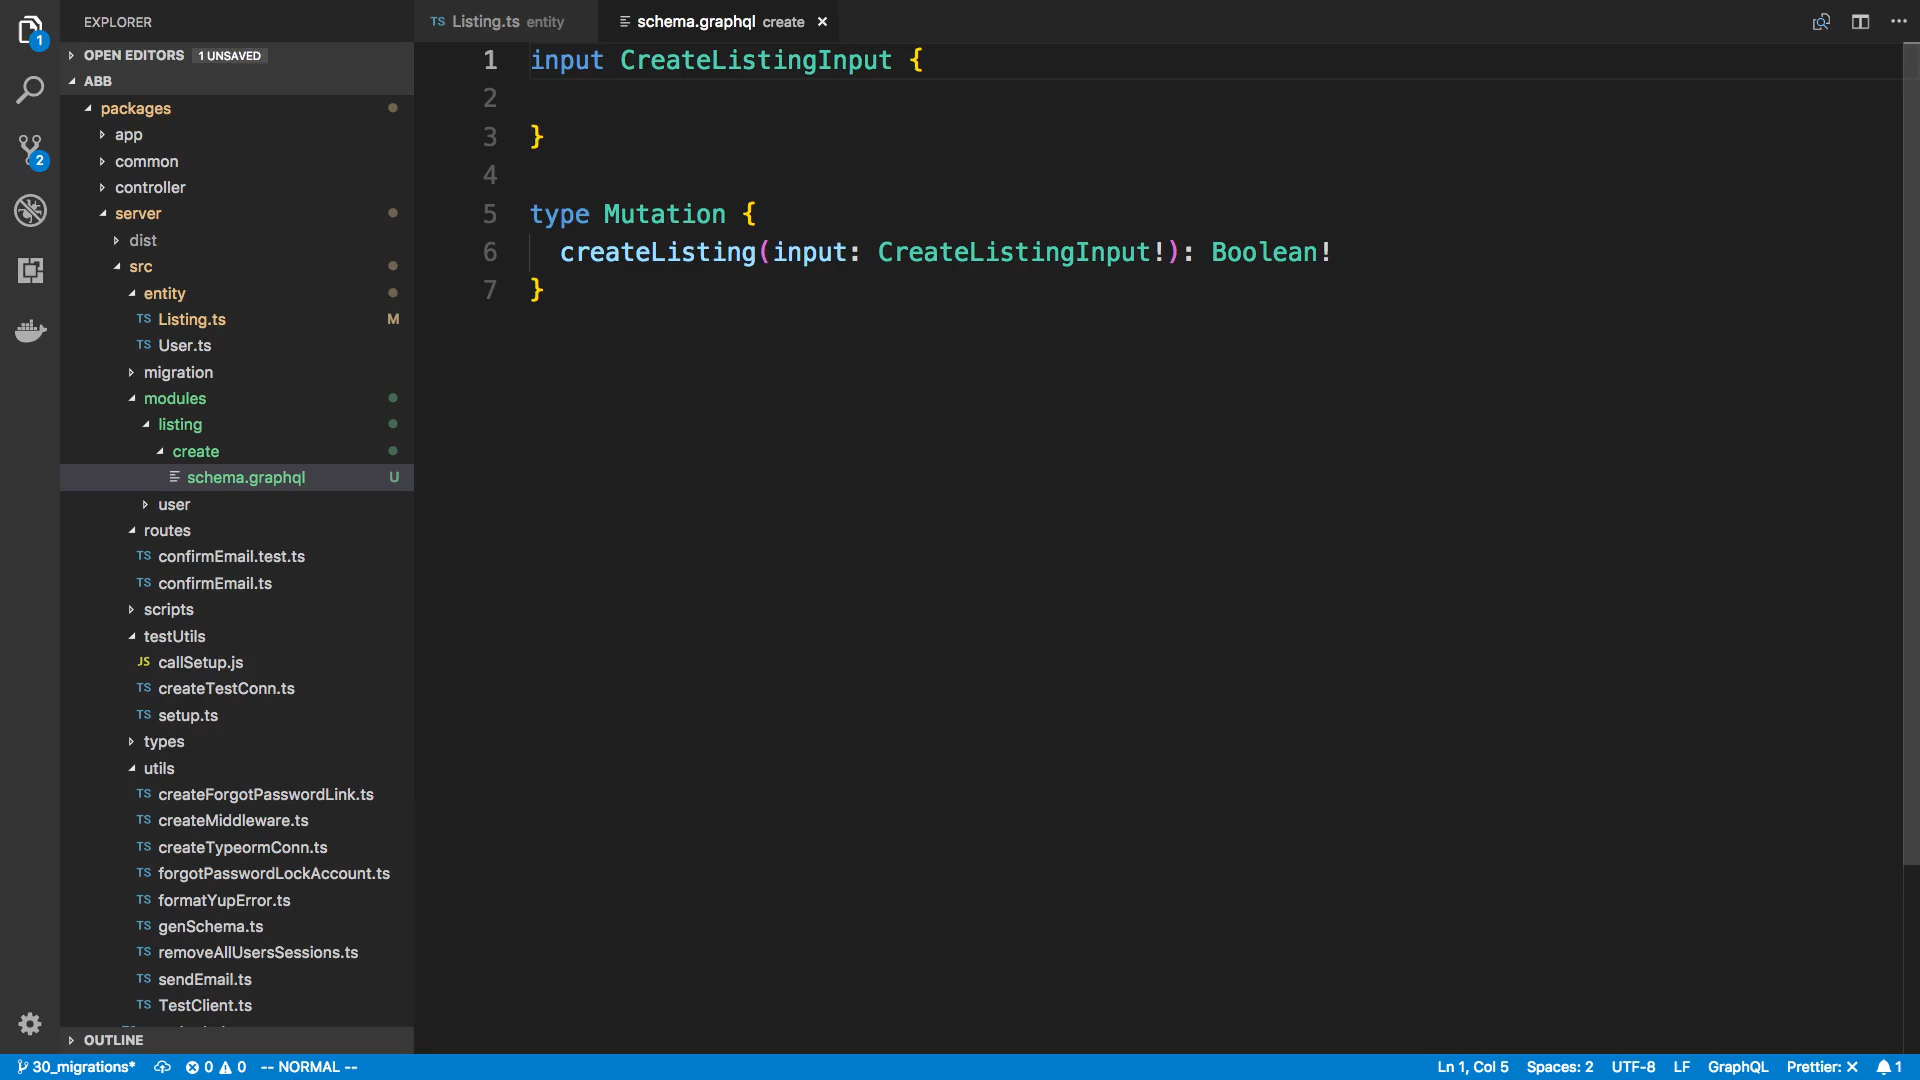 EXPLORER
OPEN EDITORS 1 UNSAVED
ABB
packages
app
common
controller
server
dist
src
entity
TS Listing.ts M
TS User.ts
migration
modules
listing
create
schema.graphql U
user
routes
TS confirmEmail.test.ts
TS confirmEmail.ts
scripts
testUtils
JS callSetup.js
TS createTestConn.ts
TS setup.ts
types
utils
TS createForgotPasswordLink.ts
TS createMiddleware.ts
TS createTypeormConn.ts
TS forgotPasswordLockAccount.ts
TS formatYupError.ts
TS genSchema.ts
TS removeAllUsersSessions.ts
TS sendEmail.ts
TS TestClient.ts
OUTLINE
1
2
TS Listing.ts entity
schema.graphql create ×
1 input CreateListingInput {
2
3 }
4
5 type Mutation {
6 createListing(input: CreateListingInput!): Boolean!
7 }
30_migrations* 0 0 -- NORMAL --
Ln 1, Col 5 Spaces: 2 UTF-8 LF GraphQL Prettier: ✕ 1